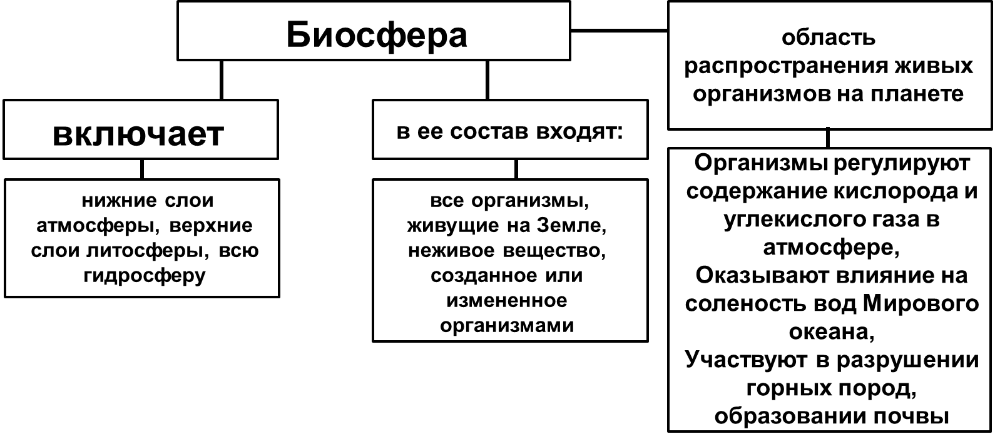 Биосфера
включает
нижние слои
атмосферы, верхние
слои литосферы, всю
гидросферу
в ее состав входят:
все организмы,
живущие на Земле,
неживое вещество,
созданное или
измененное
организмами
область
распространения живых
организмов на планете
Организмы регулируют
содержание кислорода и
углекислого газа в
атмосфере,
Оказывают влияние на
соленость вод Мирового
океана,
Участвуют в разрушении
горных пород,
образовании почвы